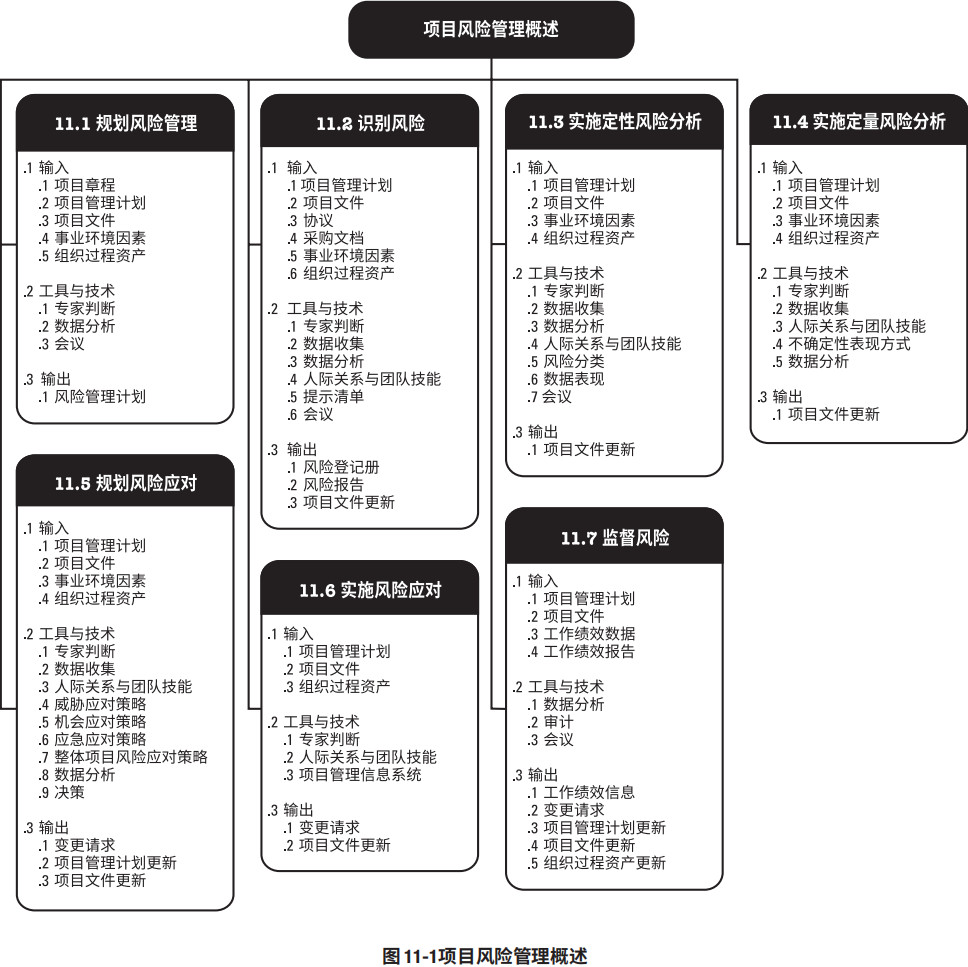 项目风险管理概述
11.1 规划风险管理
.1 输入
.1 项目章程
.2 项目管理计划
.3 项目文件
.4 事业环境因素
.5 组织过程资产
.2 工具与技术
.1 专家判断
.2 数据分析
.3 会议
.3 输出
.1 风险管理计划
11.2 识别风险
.1 输入
.1 项目管理计划
.2 项目文件
.3 协议
.4 采购文档
.5 事业环境因素
.6 组织过程资产
.2 工具与技术
.1 专家判断
.2 数据收集
.3 数据分析
.4 人际关系与团队技能
.5 提示清单
.6 会议
.3 输出
.1 风险登记册
.2 风险报告
.3 项目文件更新
11.3 实施定性风险分析
.1 输入
.1 项目管理计划
.2 项目文件
.3 事业环境因素
.4 组织过程资产
.2 工具与技术
.1 专家判断
.2 数据收集
.3 数据分析
.4 人际关系与团队技能
.5 风险分类
.6 数据表现
.7 会议
.3 输出
.1 项目文件更新
11.4 实施定量风险分析
.1 输入
.1 项目管理计划
.2 项目文件
.3 事业环境因素
.4 组织过程资产
.2 工具与技术
.1 专家判断
.2 数据收集
.3 人际关系与团队技能
.4 不确定性表现方式
.5 数据分析
.3 输出
.1 项目文件更新
11.5 规划风险应对
.1 输入
.1 项目管理计划
.2 项目文件
.3 事业环境因素
.4 组织过程资产
.2 工具与技术
.1 专家判断
.2 数据收集
.3 人际关系与团队技能
.4 威胁应对策略
.5 机会应对策略
.6 应急应对策略
.7 整体项目风险应对策略
.8 数据分析
.9 决策
.3 输出
.1 变更请求
.2 项目管理计划更新
.3 项目文件更新
11.6 实施风险应对
.1 输入
.1 项目管理计划
.2 项目文件
.3 组织过程资产
.2 工具与技术
.1 专家判断
.2 人际关系与团队技能
.3 项目管理信息系统
.3 输出
.1 变更请求
.2 项目文件更新
11.7 监督风险
.1 输入
.1 项目管理计划
.2 项目文件
.3 工作绩效数据
.4 工作绩效报告
.2 工具与技术
.1 数据分析
.2 审计
.3 会议
.3 输出
.1 工作绩效信息
.2 变更请求
.3 项目管理计划更新
.4 项目文件更新
.5 组织过程资产更新
图 11-1项目风险管理概述